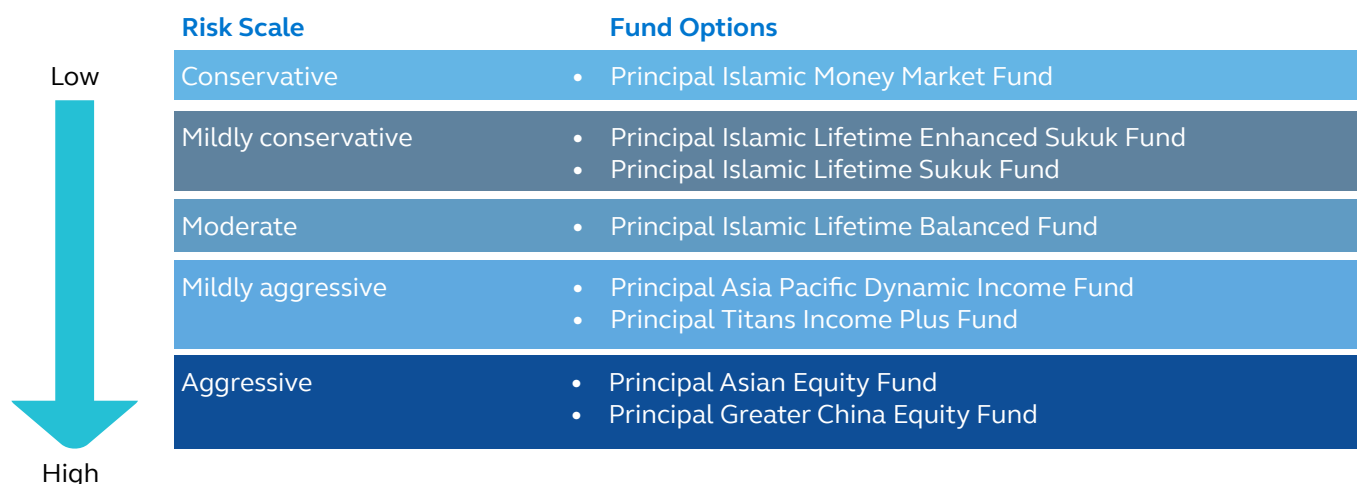 Risk Scale Fund Options
Low Conservative • Principal Islamic Money Market Fund
Mildly conservative • Principal Islamic Lifetime Enhanced Sukuk Fund
• Principal Islamic Lifetime Sukuk Fund
Moderate • Principal Islamic Lifetime Balanced Fund
Mildly aggressive • Principal Asia Pacific Dynamic Income Fund
• Principal Titans Income Plus Fund
Aggressive • Principal Asian Equity Fund
• Principal Greater China Equity Fund
High